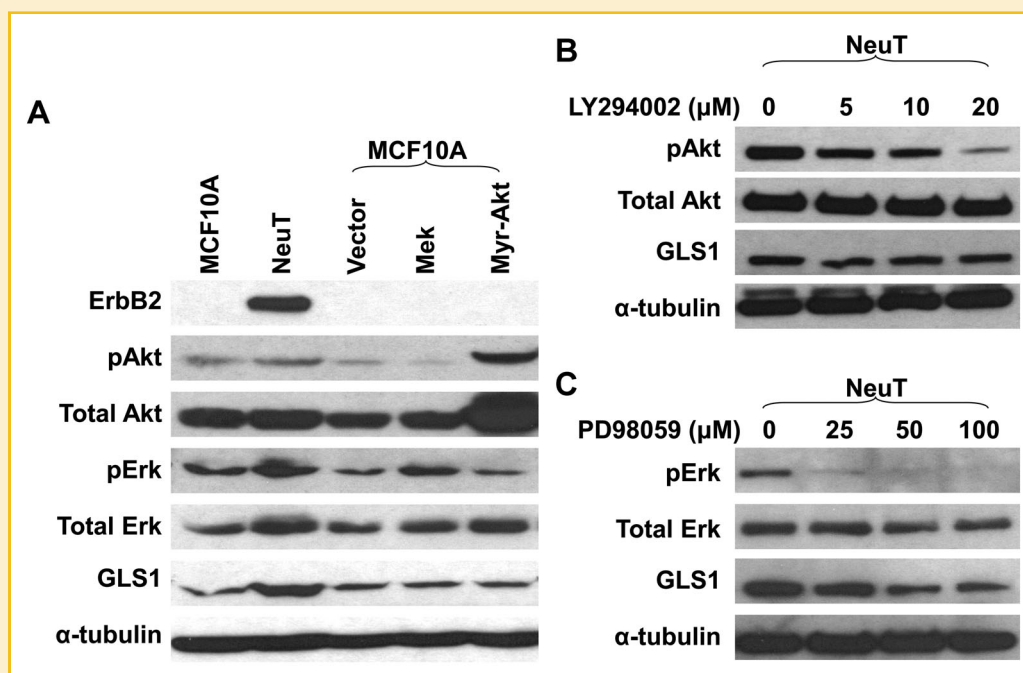 A
MCF10A
MCF10A
NeuT
Vector
Mek
Myr-Akt
ErbB2
pAkt
Total Akt
pErk
Total Erk
GLS1
α-tubulin
B
NeuT
LY294002 (μM) 0 5 10 20
pAkt
Total Akt
GLS1
α-tubulin
C
NeuT
PD98059 (μM) 0 25 50 100
pErk
Total Erk
GLS1
α-tubulin